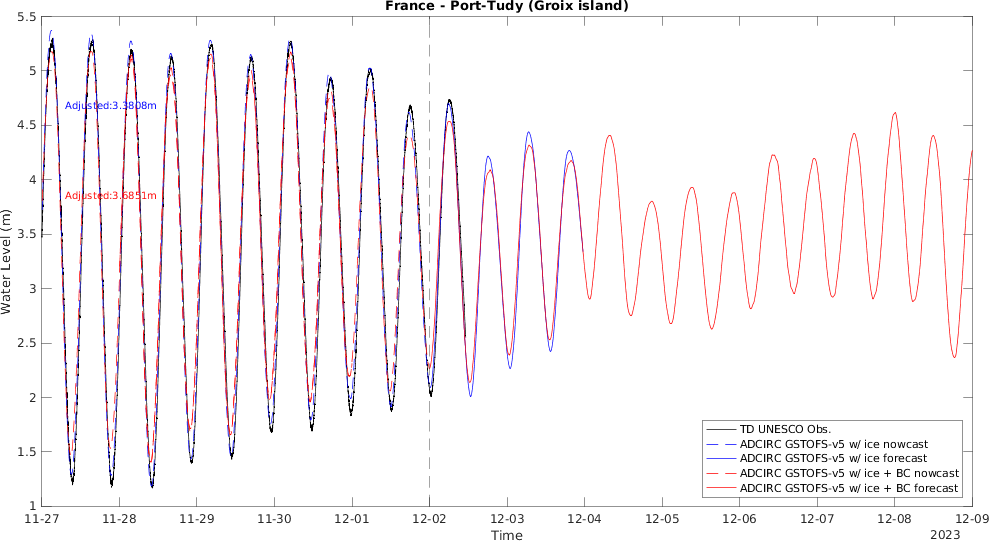 France - Port-Tudy (Groix island)
5.5
5
4.5
4
3.5
3
2.5
2
1.5
1
Water Level (m)
Adjusted:3.3808m
Adjusted:3.6851m
TD UNESCO Obs.
ADCIRC GSTOFS-v5 w/ ice nowcast
ADCIRC GSTOFS-v5 w/ ice forecast
ADCIRC GSTOFS-v5 w/ ice + BC nowcast
ADCIRC GSTOFS-v5 w/ ice + BC forecast
11-27 11-28 11-29 11-30 12-01 12-02 12-03 12-04 12-05 12-06 12-07 12-08 12-09
Time
2023